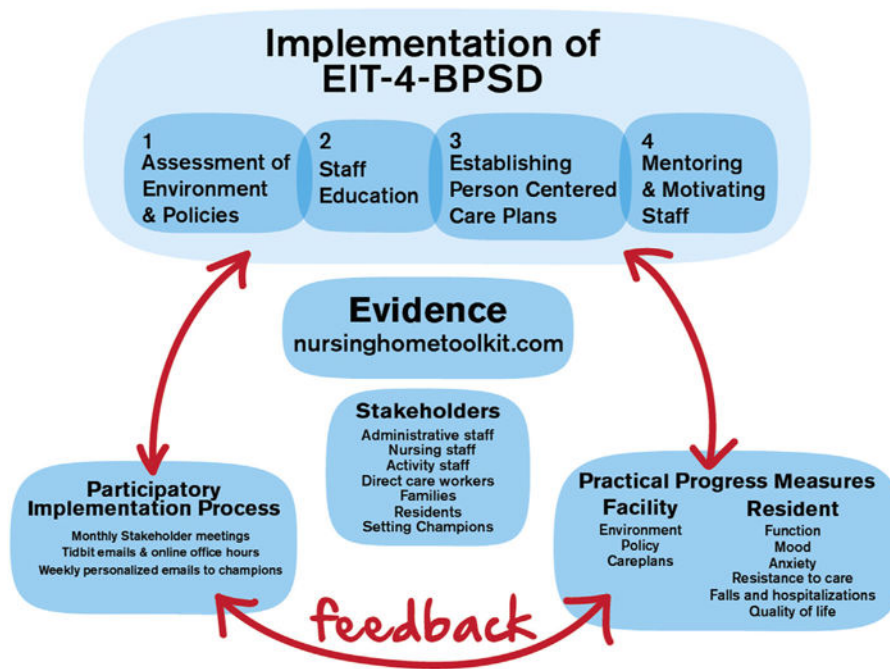 Implementation of
EIT-4-BPSD
1
Assessment of
Environment
& Policies
2
Staff
Education
3
Establishing
Person Centered
Care Plans
4
Mentoring
& Motivating
Staff
Evidence
nursinghometoolkit.com
Stakeholders
Administrative staff
Nursing staff
Activity staff
Direct care workers
Families
Residents
Setting Champions
Participatory
Implementation Process
Monthly Stakeholder meetings
Tidbit emails & online office hours
Weekly personalized emails to champions
Practical Progress Measures
Facility
Environment
Policy
Careplans
Resident
Function
Mood
Anxiety
Resistance to care
Falls and hospitalizations
Quality of life
feedback